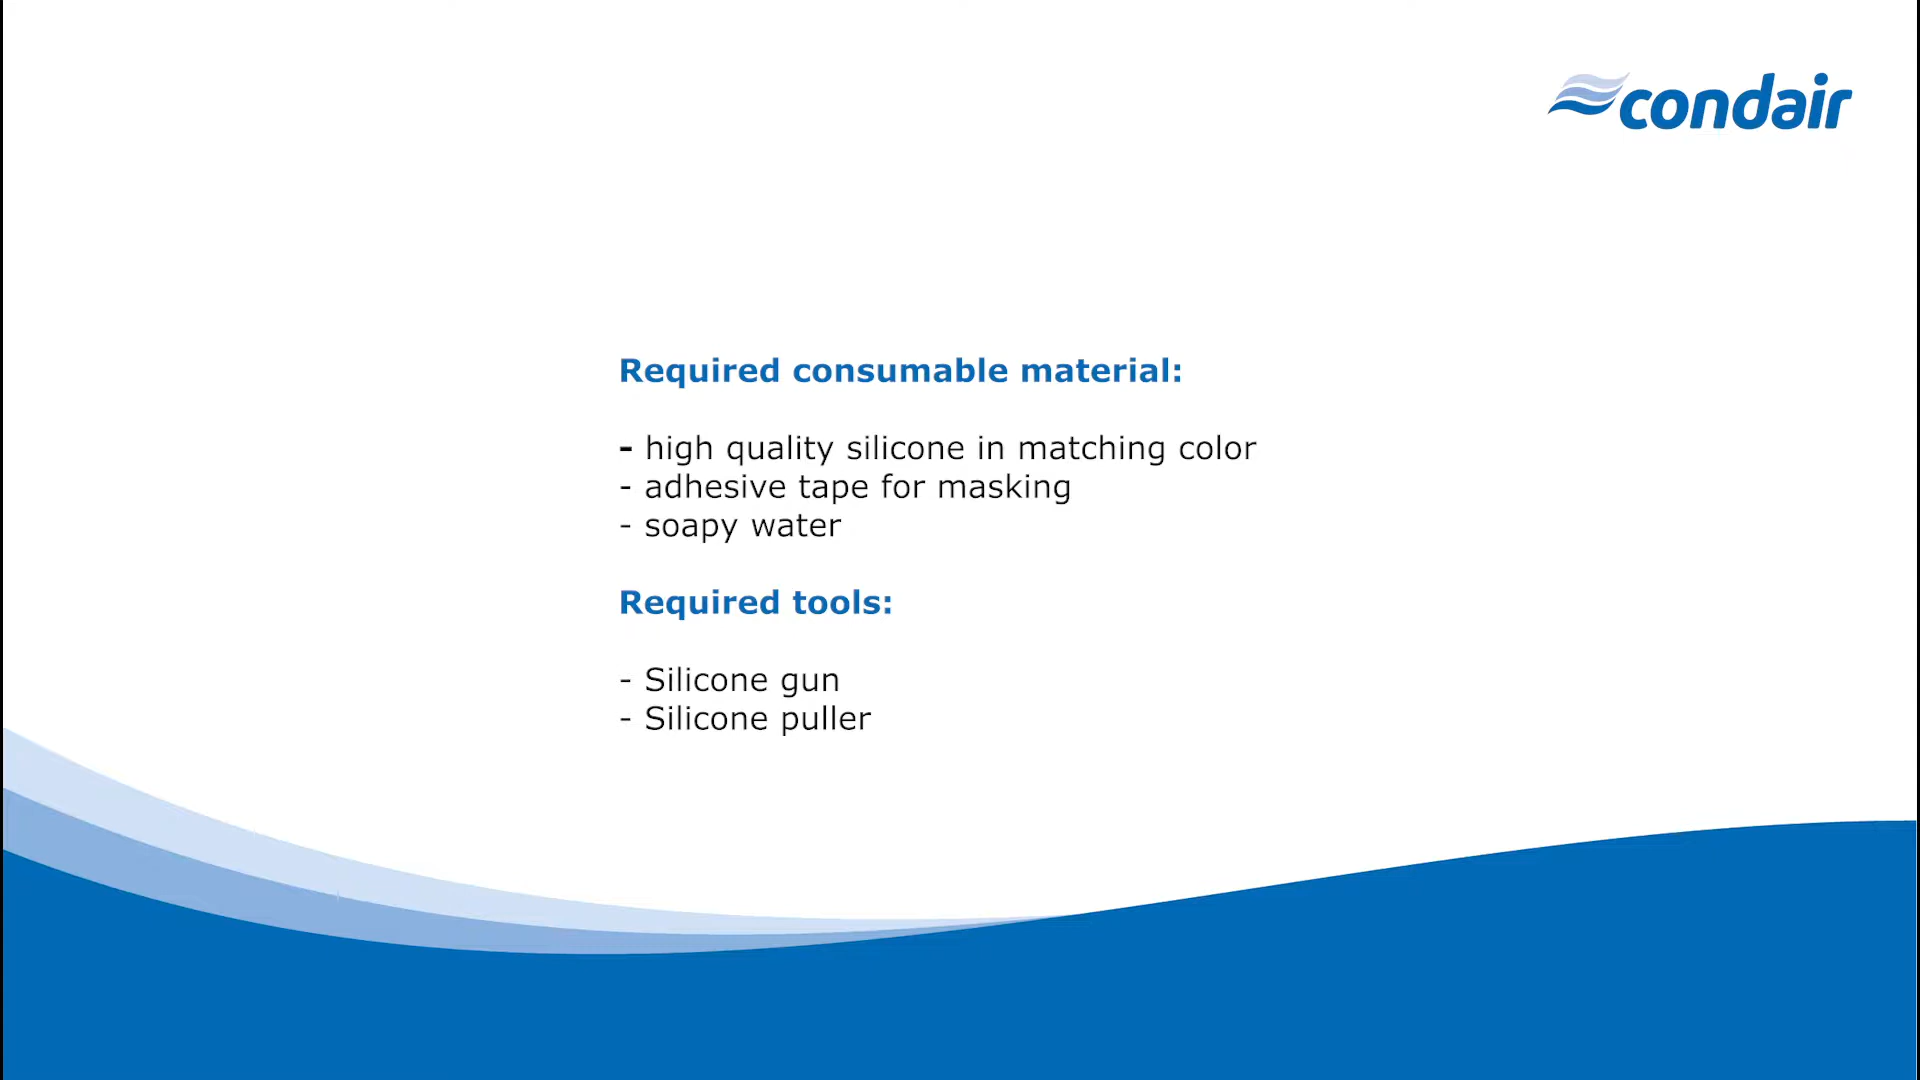 condair
Required consumable material:
- high quality silicone in matching color
- adhesive tape for masking
- soapy water
Required tools:
- Silicone gun
- Silicone puller